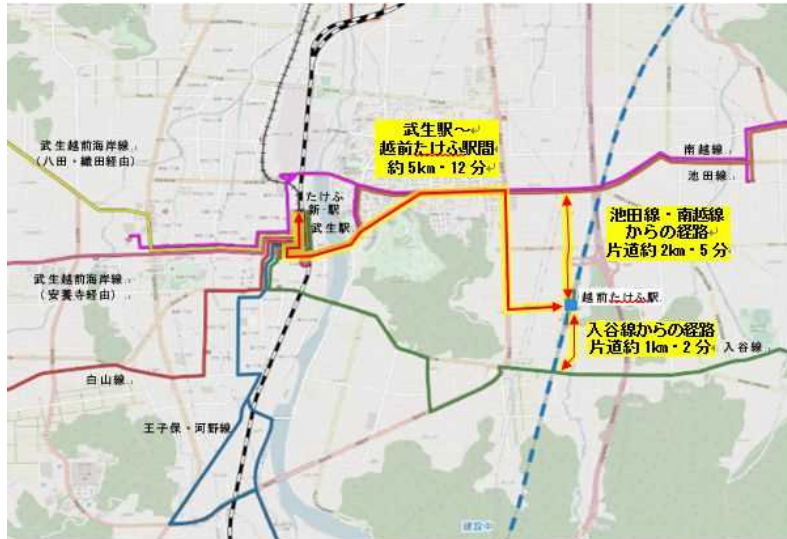 武生駅～
越前たけふ駅間
約5km・12分
武生越前海岸線
（八田・織田経由）
南越線
池田線
たけふ
新 駅
武生駅
池田線・南越線
からの経路
片道約2km・5分
武生越前海岸線
（安養寺経由）
越前たけふ駅
入谷線からの経路
片道約1km・2分
入谷線
白山線
王子保・河野線
建設中